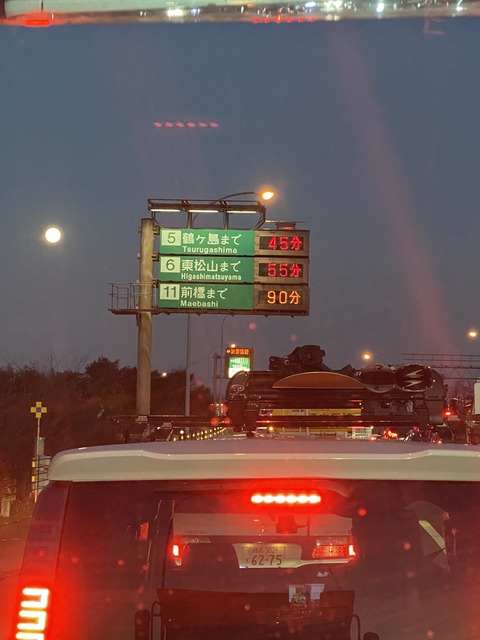 5 鶴ヶ島まで 45分
Tsurugashima
6 東松山まで 55分
Higashimatsuyama
11 前橋まで 90分
Maebashi
62-75